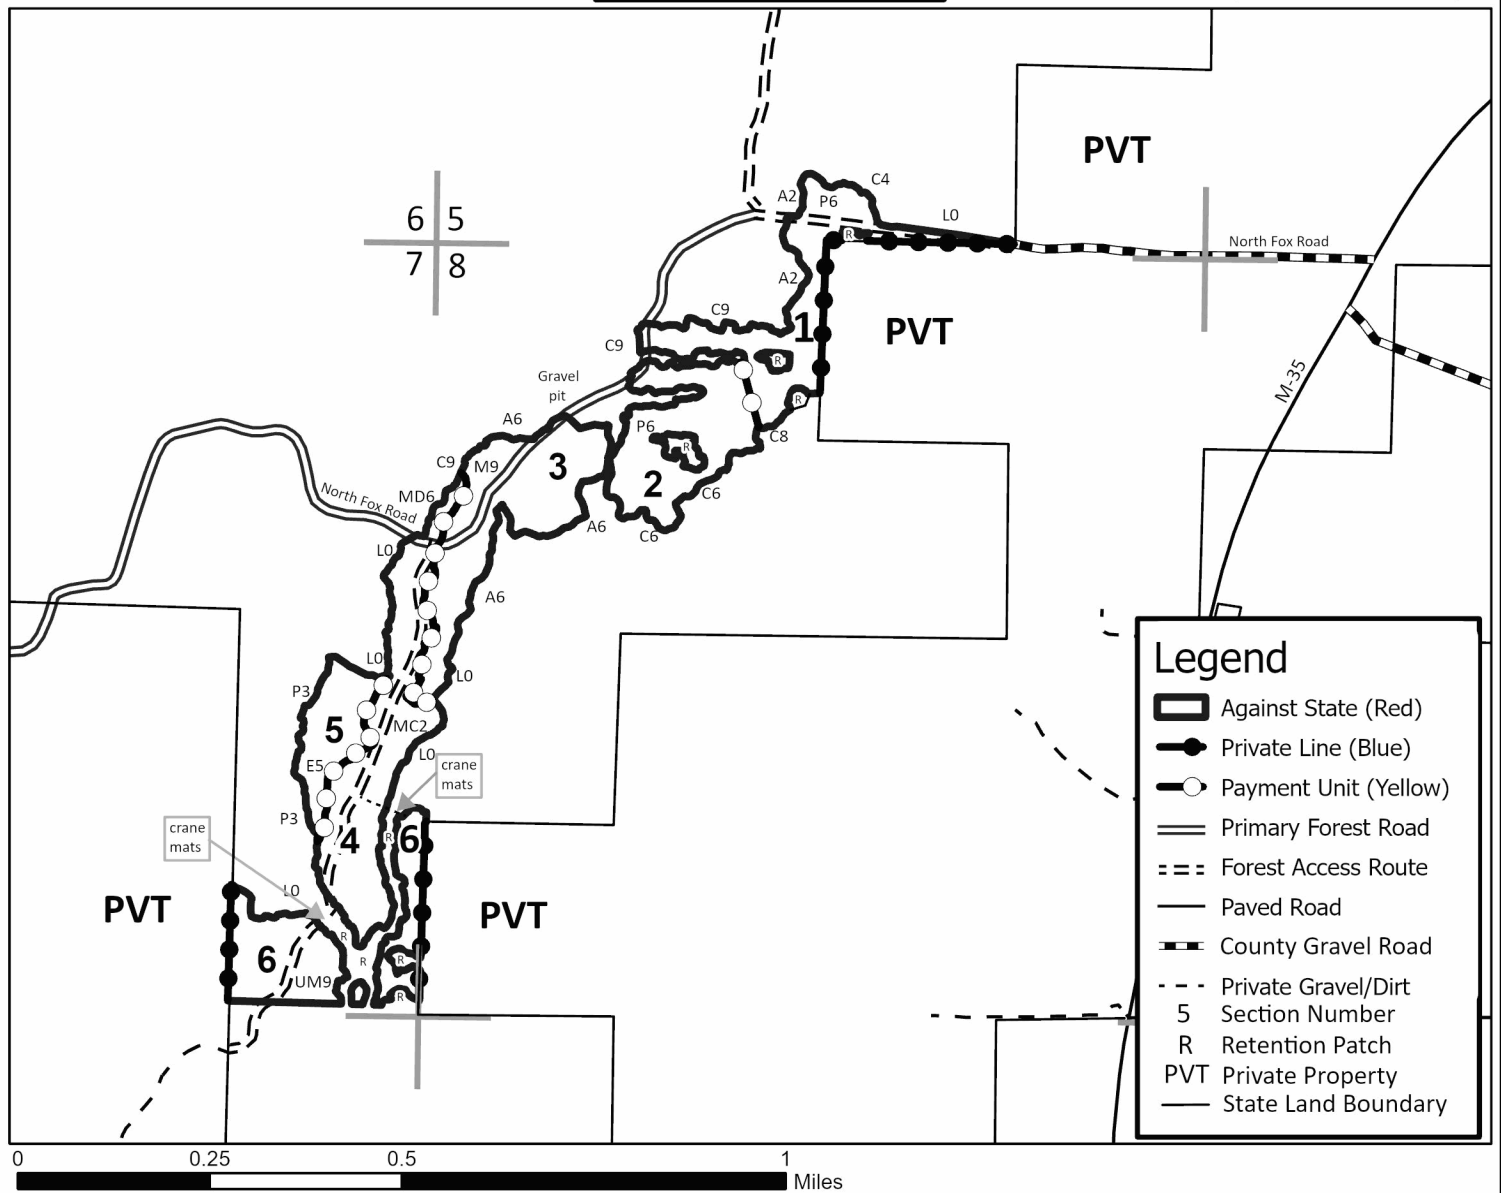 PVT
C4
A2
P6
L0
R
North Fox Road
6 5
7 8
A2
C9
1
PVT
C9
R
M-35
Gravel
pit
R
A6
P6
C8
R
C9
M9
3
2
MD6
C6
North Fox Road
A6
C6
L0
A6
L0
L0
P3
5
MC2
L0
E5
crane
mats
P3
crane
mats
R
4
6
L0
PVT
PVT
R
6
R
R
UM9
R
Legend
Against State (Red)
Private Line (Blue)
Payment Unit (Yellow)
Primary Forest Road
Forest Access Route
Paved Road
County Gravel Road
Private Gravel/Dirt
5 Section Number
R Retention Patch
PVT Private Property
State Land Boundary
0 0.25 0.5 1
Miles